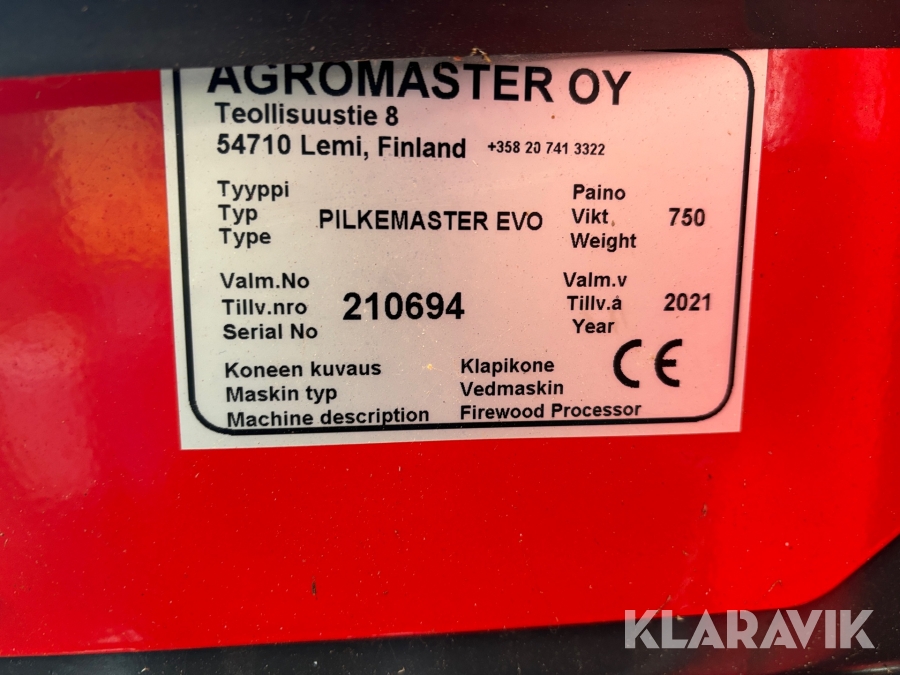 AGROMASTER OY
Teollisuustie 8
54710 Lemi, Finland +358 20 741 3322
Tyyppi
Typ
Type
PILKEMASTER EVO
Paino
Vikt
Weight
750
Valm.No
Tillv.nro
Serial No
210694
Valm.v
Tillv.å
Year
2021
Koneen kuvaus Klapikone
Maskin typ Vedmaskin
Machine description Firewood Processor
CE
KLARAVIK